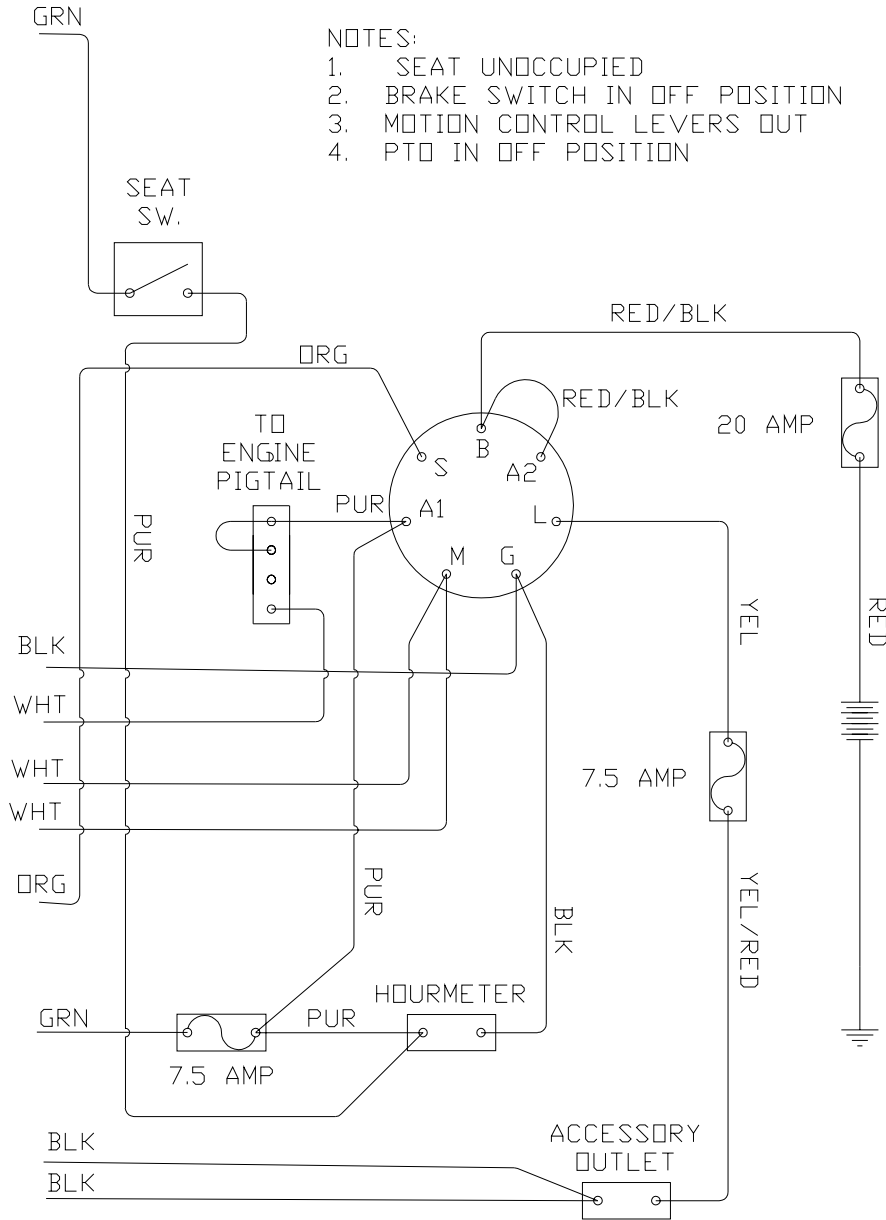 GRN
NOTES:
1. SEAT UNOCCUPIED
2. BRAKE SWITCH IN OFF POSITION
3. MOTION CONTROL LEVERS OUT
4. PTO IN OFF POSITION
SEAT
SW.
RED/BLK
ORG
RED/BLK
20 AMP
TO
ENGINE
PIGTAIL
B
S
A2
PUR
A1
L
M
G
PUR
YEL
RED
BLK
WHT
WHT
7.5 AMP
WHT
ORG
PUR
BLK
YEL/RED
HOURMETER
GRN
PUR
7.5 AMP
ACCESSORY
OUTLET
BLK
BLK